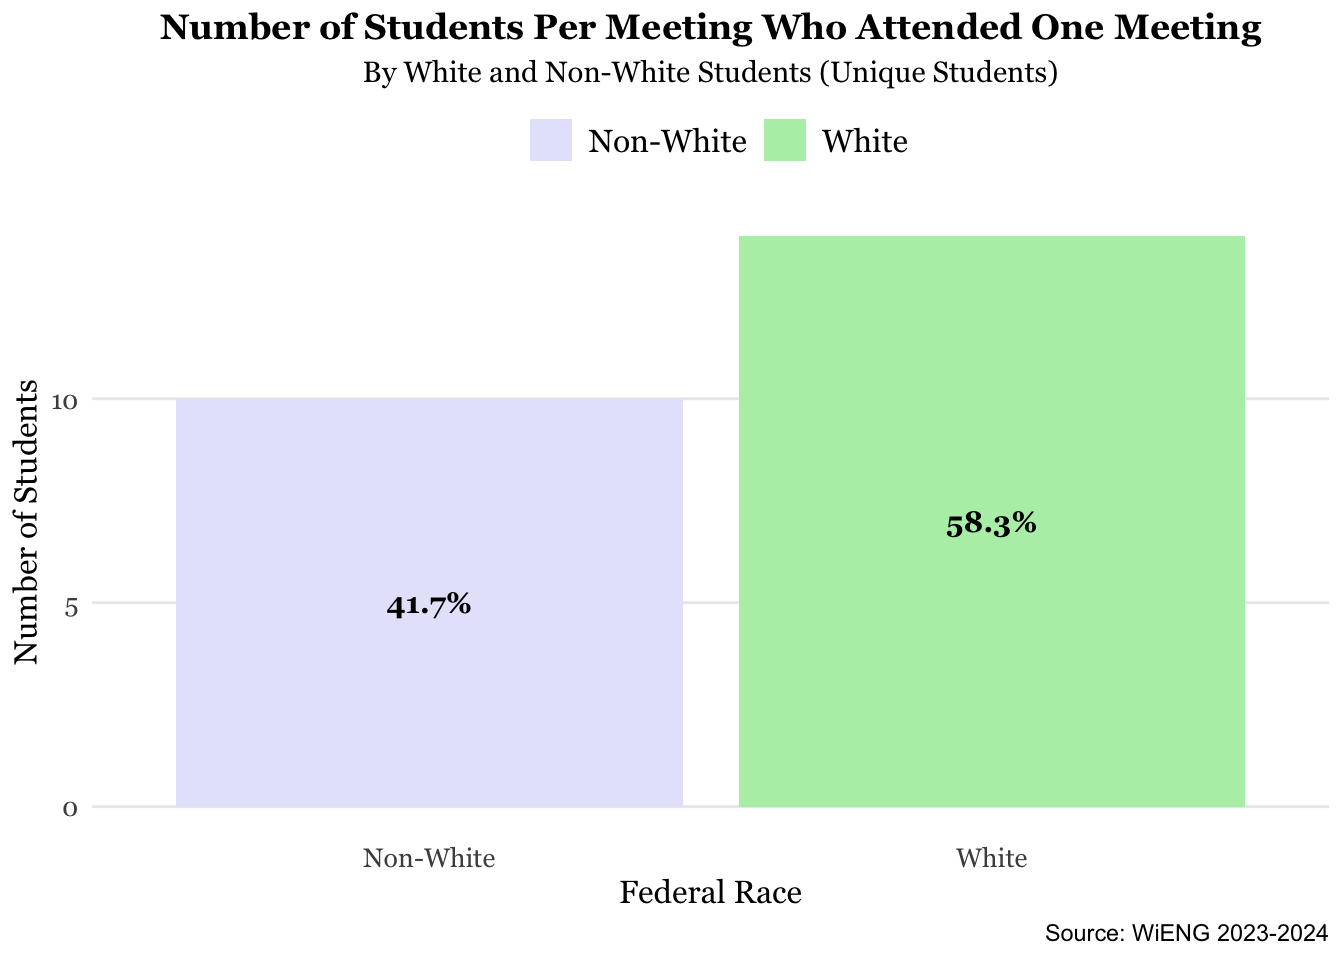 Number of Students Per Meeting Who Attended One Meeting
By White and Non-White Students (Unique Students)
Non-White White
Number of Students
10
5
0
41.7%
58.3%
Non-White White
Federal Race
Source: WiENG 2023-2024